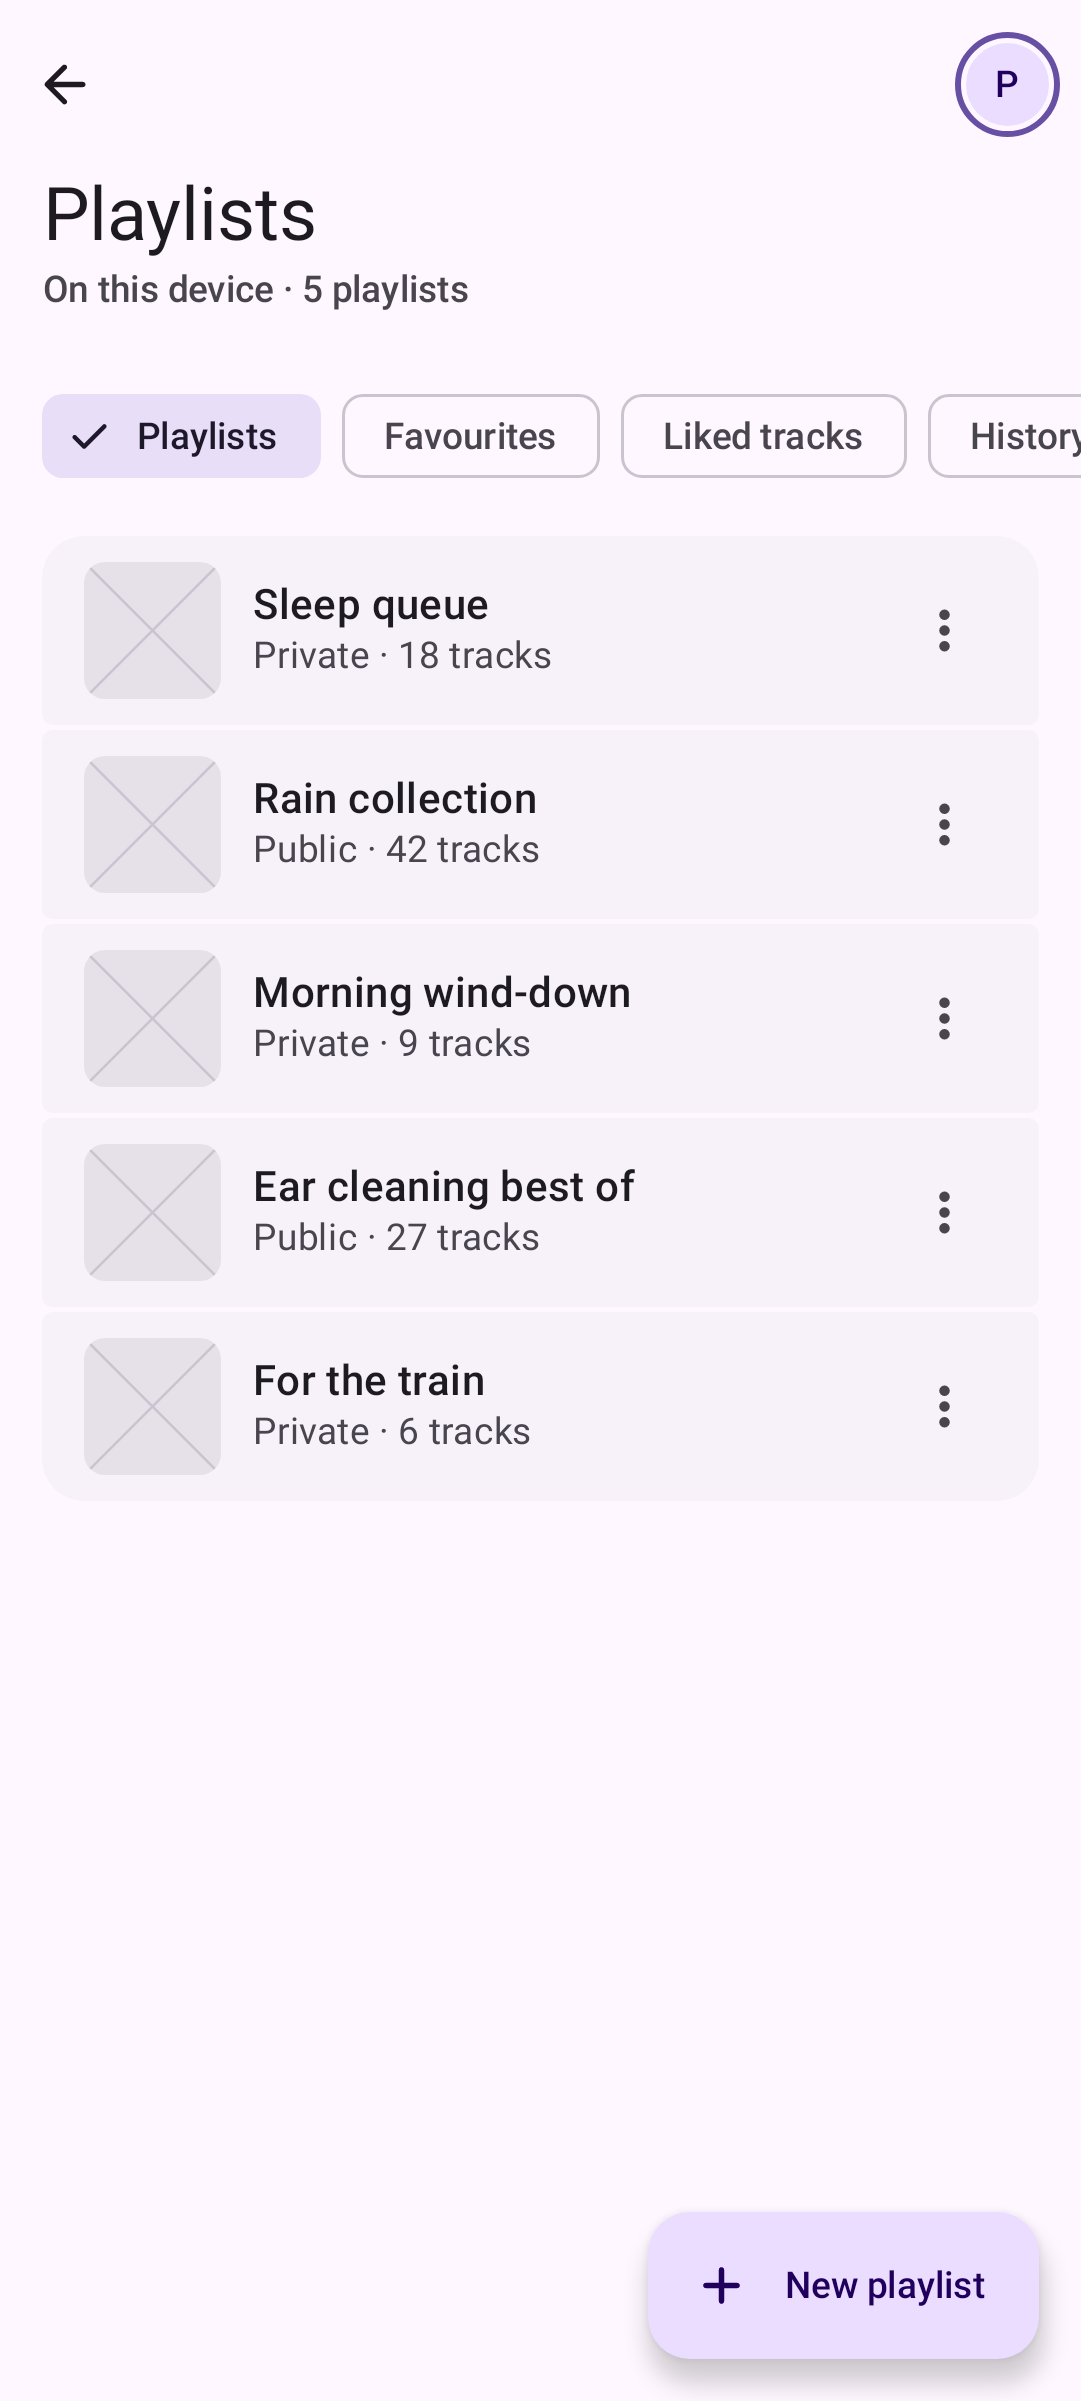 P
Playlists
On this device · 5 playlists
Playlists
Favourites
Liked tracks
History
Sleep queue
Private · 18 tracks
Rain collection
Public · 42 tracks
Morning wind-down
Private · 9 tracks
Ear cleaning best of
Public · 27 tracks
For the train
Private · 6 tracks
New playlist